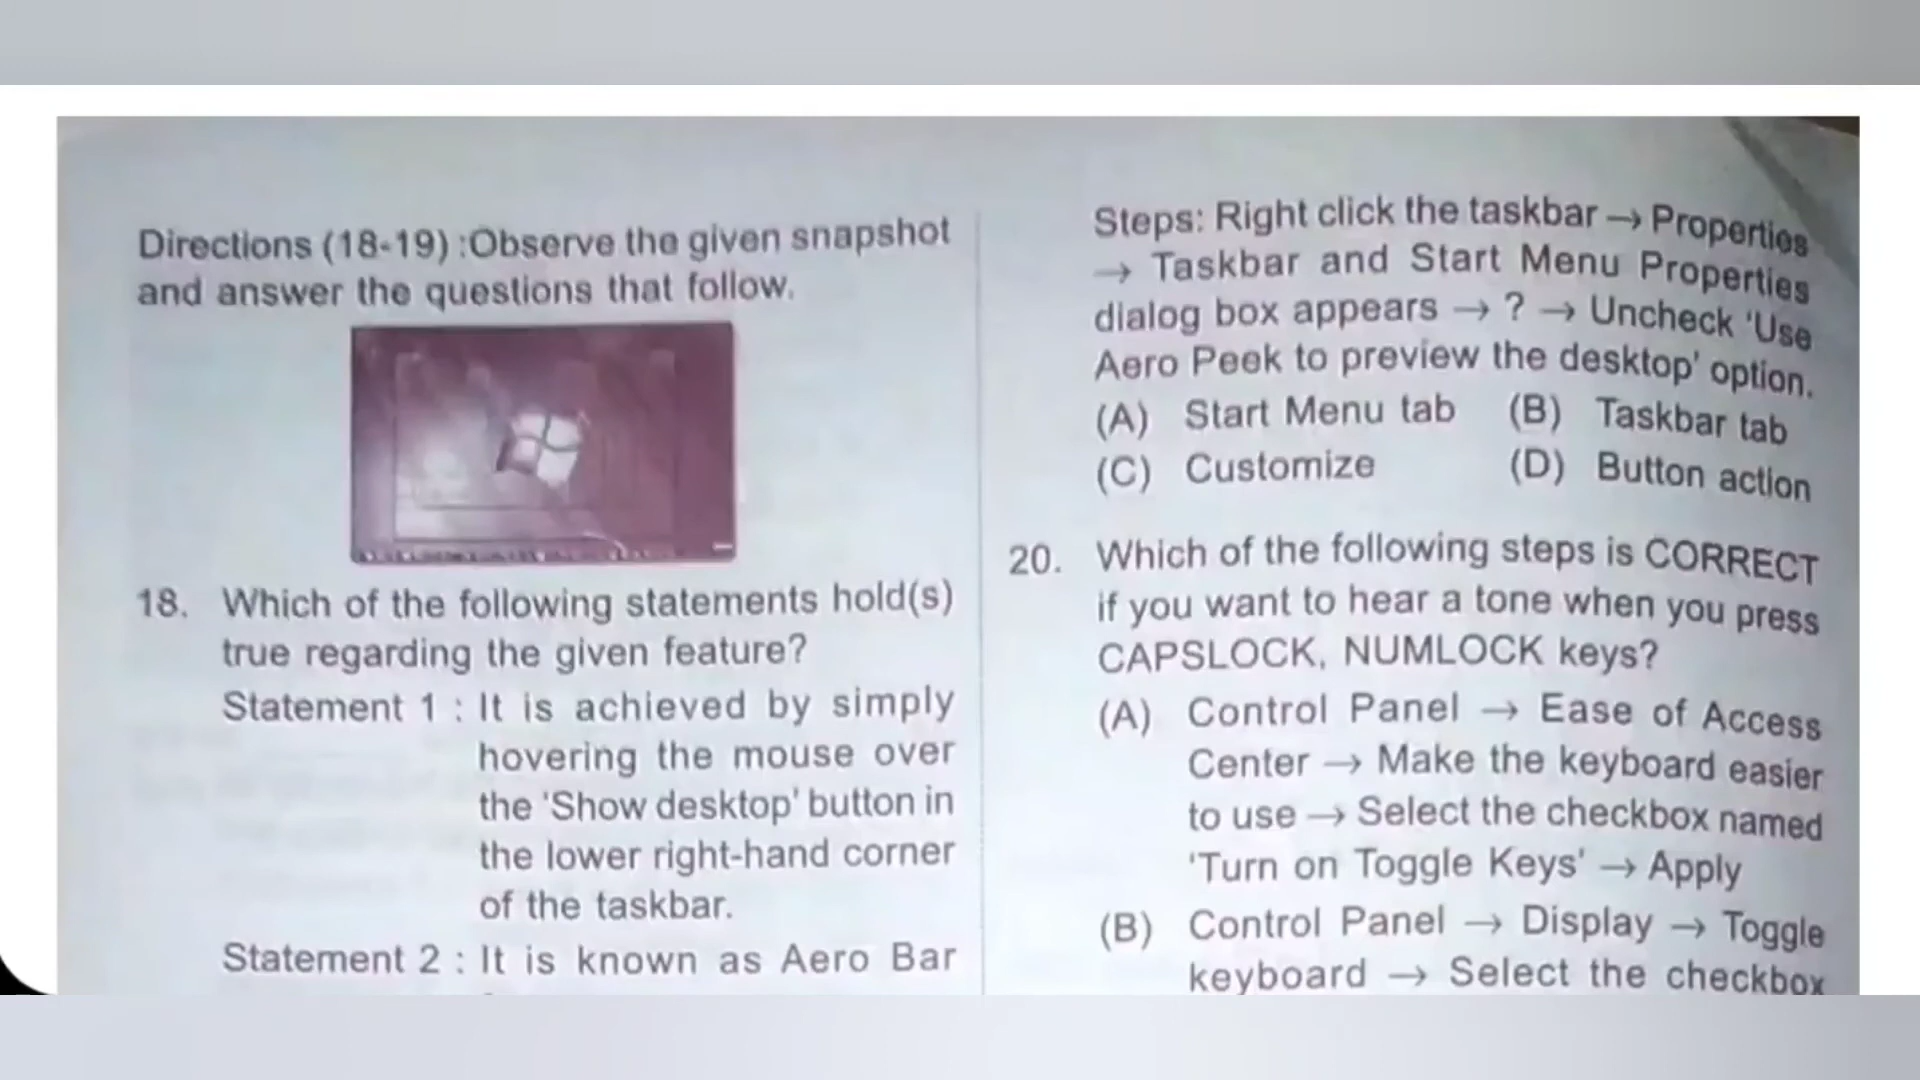 Directions (18-19) :Observe the given snapshot
and answer the questions that follow.
18. Which of the following statements hold(s)
true regarding the given feature?
Statement 1 : It is achieved by simply
hovering the mouse over
the 'Show desktop' button in
the lower right-hand corner
of the taskbar.
Statement 2 : It is known as Aero Bar
Steps: Right click the taskbar → Properties
→ Taskbar and Start Menu Properties
dialog box appears → ? → Uncheck 'Use
Aero Peek to preview the desktop' option.
(A) Start Menu tab (B) Taskbar tab
(C) Customize (D) Button action
20. Which of the following steps is CORRECT
if you want to hear a tone when you press
CAPSLOCK, NUMLOCK keys?
(A) Control Panel → Ease of Access
Center → Make the keyboard easier
to use → Select the checkbox named
'Turn on Toggle Keys' → Apply
(B) Control Panel → Display → Toggle
keyboard → Select the checkbox